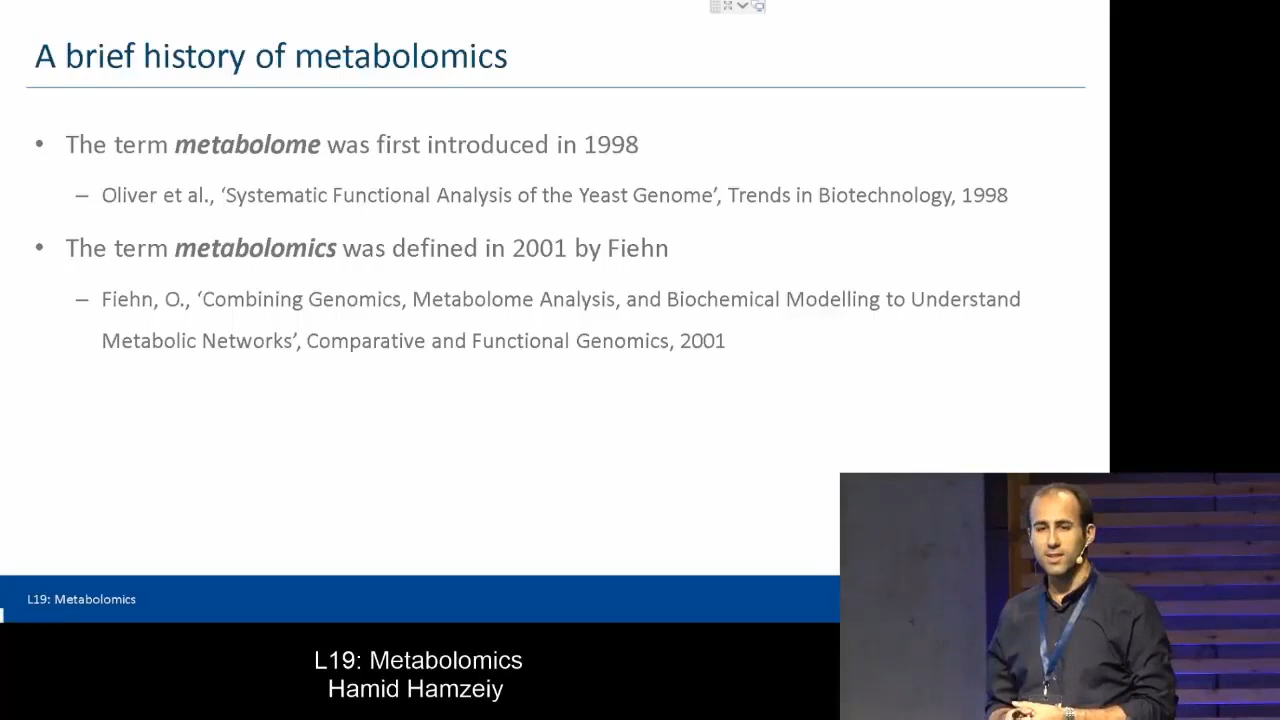 A brief history of metabolomics
• The term metabolome was first introduced in 1998
– Oliver et al., ‘Systematic Functional Analysis of the Yeast Genome’, Trends in Biotechnology, 1998
• The term metabolomics was defined in 2001 by Fiehn
– Fiehn, O., ‘Combining Genomics, Metabolome Analysis, and Biochemical Modelling to Understand
Metabolic Networks’, Comparative and Functional Genomics, 2001
L19: Metabolomics
L19: Metabolomics
Hamid Hamzeiy